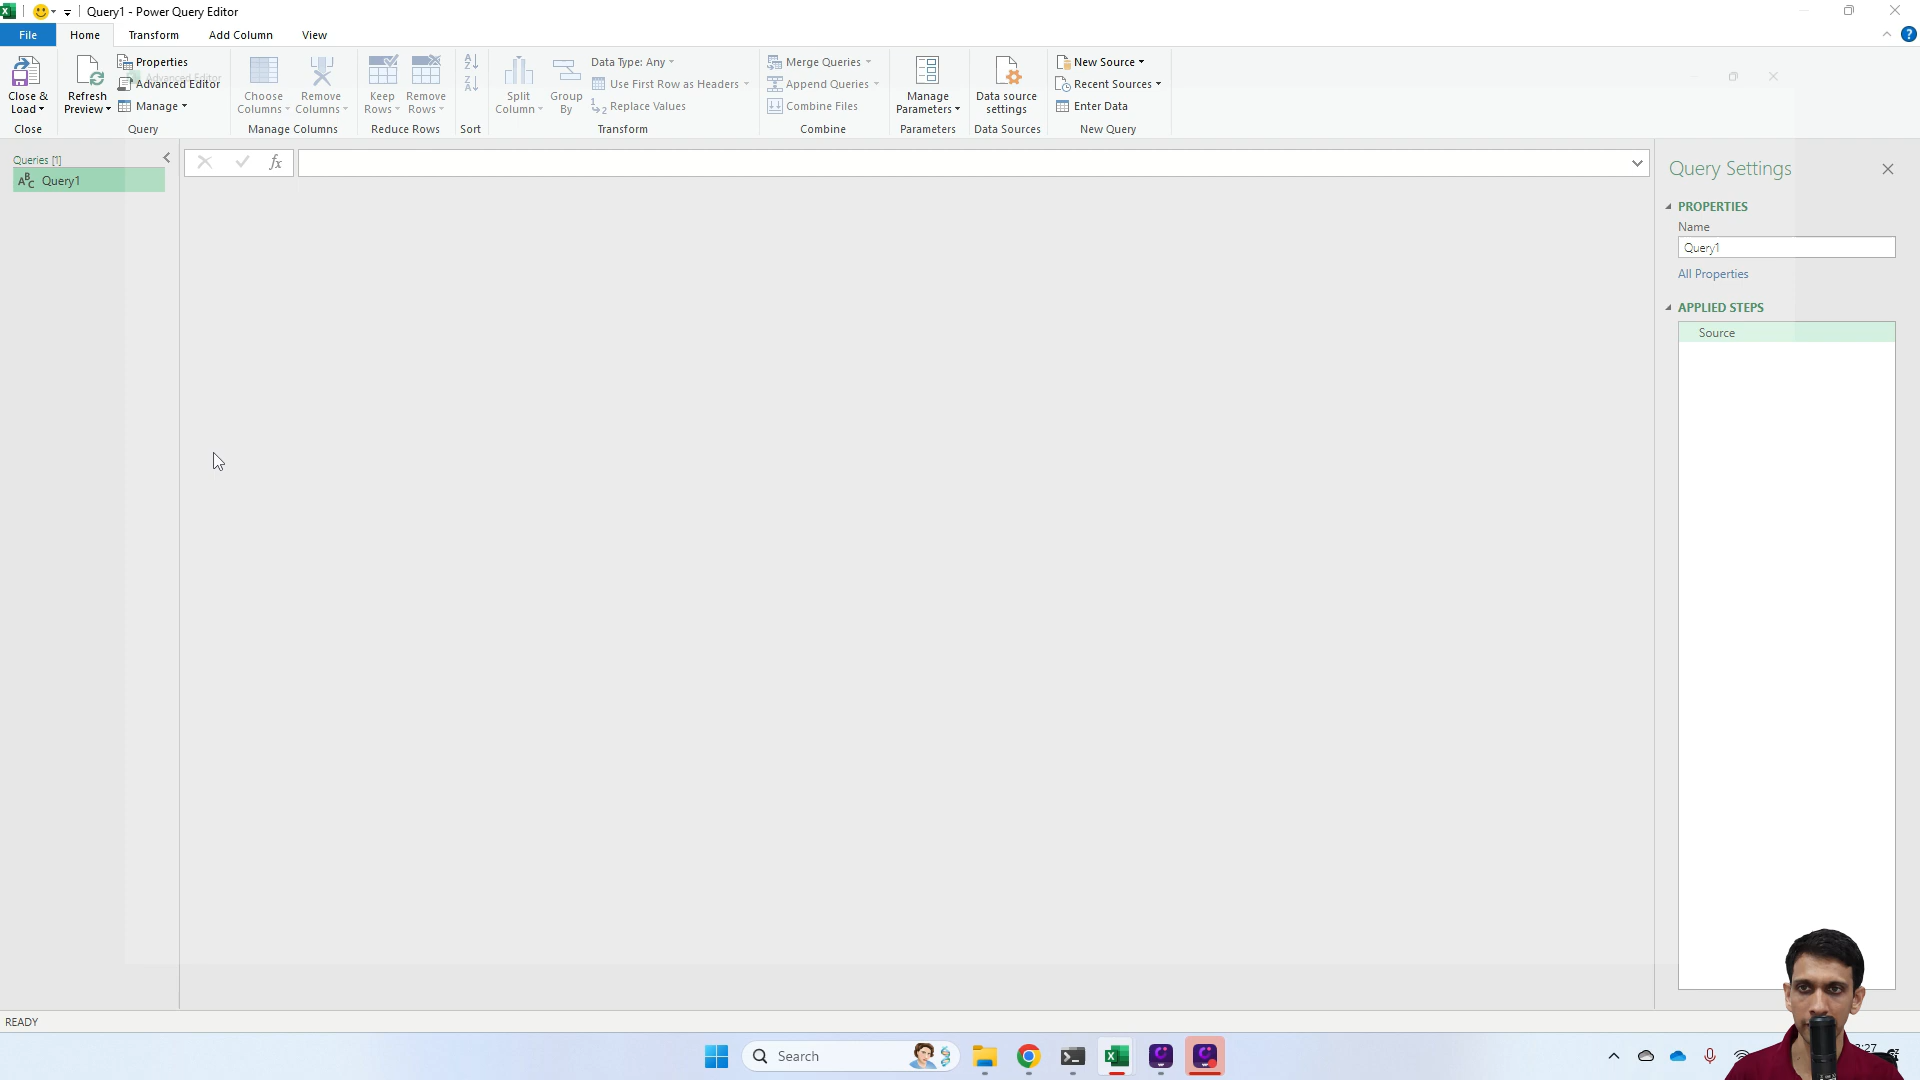 Query1 - Power Query Editor
File
Home
Transform
Add Column
View
Close &
Load
Close
Refresh
Preview
Properties
Advanced Editor
Manage
Query
Choose
Columns
Remove
Columns
Manage Columns
Keep
Rows
Remove
Rows
Reduce Rows
Sort
Split
Column
Group
By
Data Type: Any
Use First Row as Headers
Replace Values
Transform
Merge Queries
Append Queries
Combine Files
Combine
Manage
Parameters
Parameters
Data source
settings
Data Sources
New Source
Recent Sources
Enter Data
New Query
Queries [1]
Query1
fx
Query Settings
PROPERTIES
Name
Query1
All Properties
APPLIED STEPS
Source
READY
Search